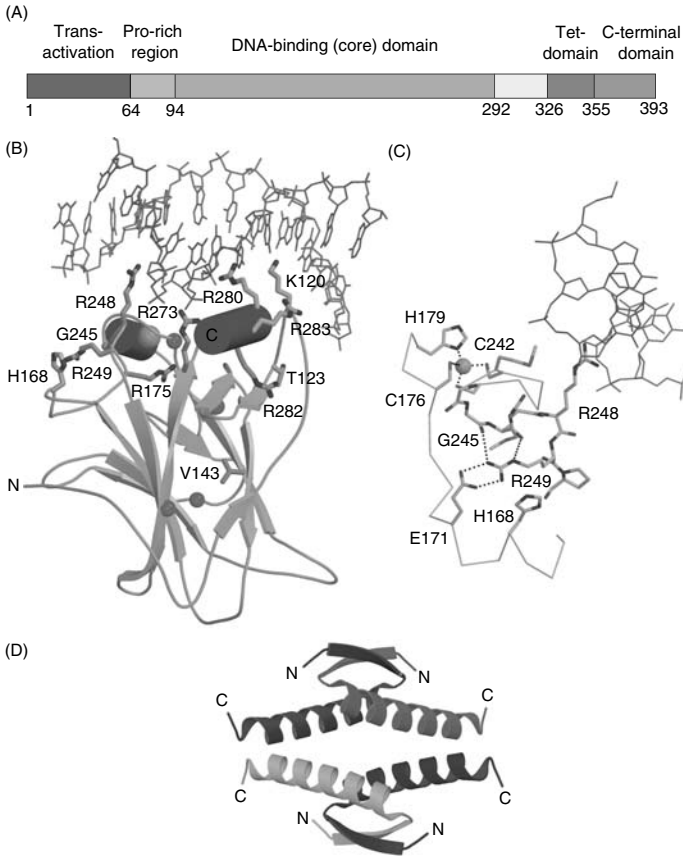 (A)
Trans-
activation
Pro-rich
region
DNA-binding (core) domain
Tet-
domain
C-terminal
domain
1
64
94
292
326
355
393
(B)
K120
R248
R273
R280
R283
G245
C
H168
R249
R175
T123
R282
V143
N
(C)
H179
C242
C176
R248
G245
R249
H168
E171
(D)
N
N
C
C
C
C
N
N